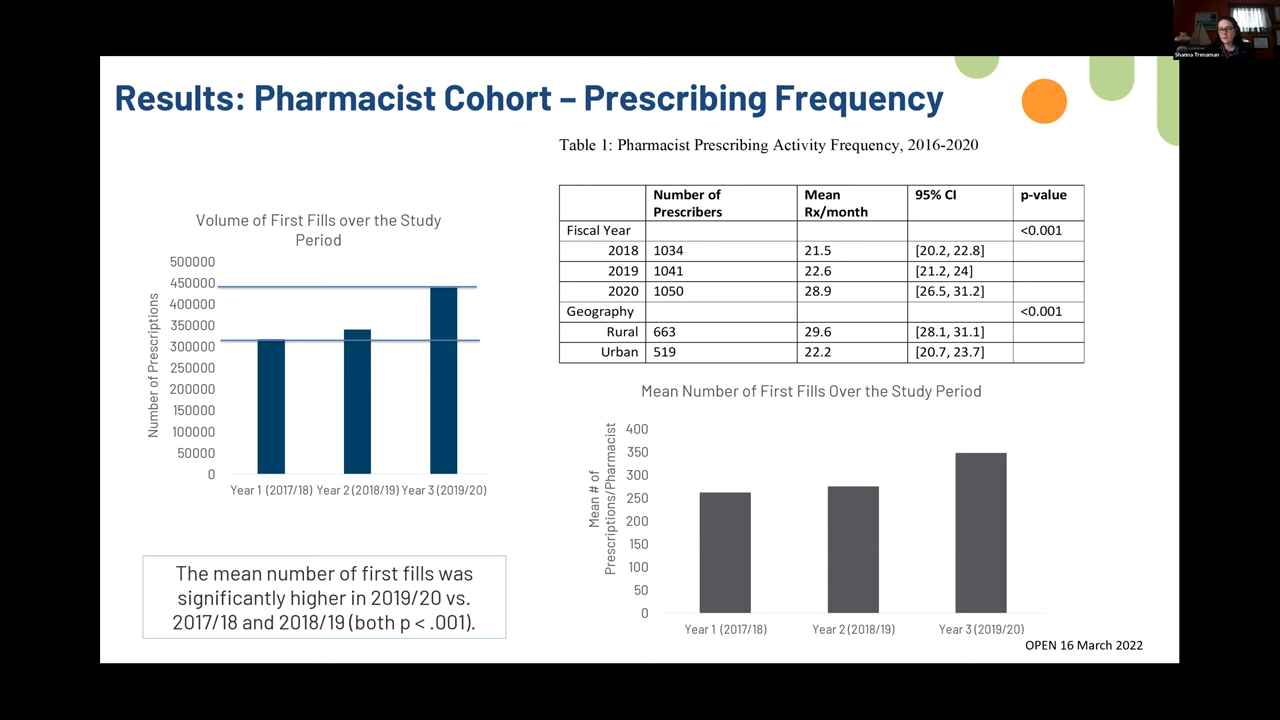 Shanna Trenaman
Results: Pharmacist Cohort – Prescribing Frequency
Table 1: Pharmacist Prescribing Activity Frequency, 2016-2020
Number of Prescribers Mean Rx/month 95% CI p-value
Fiscal Year <0.001
2018 1034 21.5 [20.2, 22.8]
2019 1041 22.6 [21.2, 24]
2020 1050 28.9 [26.5, 31.2]
Geography <0.001
Rural 663 29.6 [28.1, 31.1]
Urban 519 22.2 [20.7, 23.7]
Volume of First Fills over the Study
Period
Number of Prescriptions
500000
450000
400000
350000
300000
250000
200000
150000
100000
50000
0
Year 1 (2017/18) Year 2 (2018/19) Year 3 (2019/20)
The mean number of first fills was
significantly higher in 2019/20 vs.
2017/18 and 2018/19 (both p < .001).
Mean Number of First Fills Over the Study Period
Mean # of
Prescriptions/Pharmacist
400
350
300
250
200
150
100
50
0
Year 1 (2017/18) Year 2 (2018/19) Year 3 (2019/20)
OPEN 16 March 2022